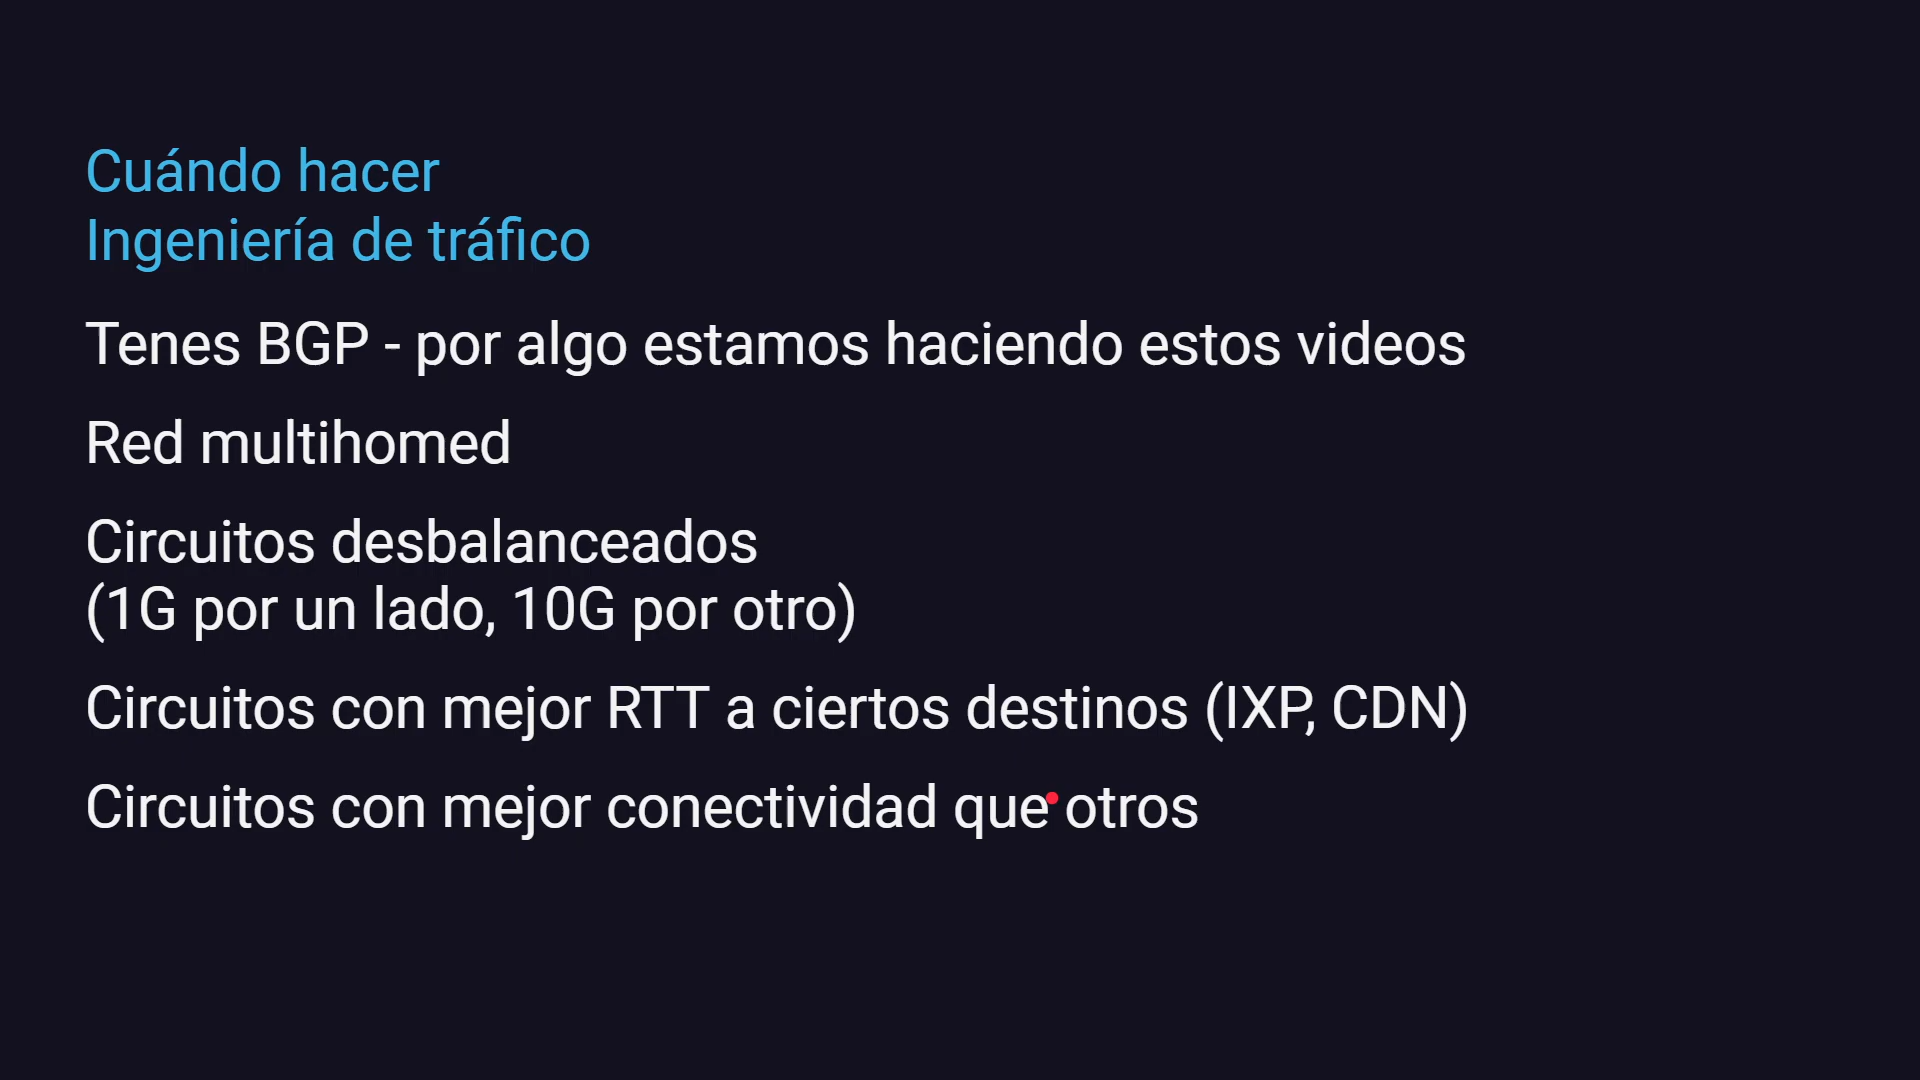 Cuándo hacer
Ingeniería de tráfico
Tenes BGP - por algo estamos haciendo estos videos
Red multihomed
Circuitos desbalanceados
(1G por un lado, 10G por otro)
Circuitos con mejor RTT a ciertos destinos (IXP, CDN)
Circuitos con mejor conectividad que otros